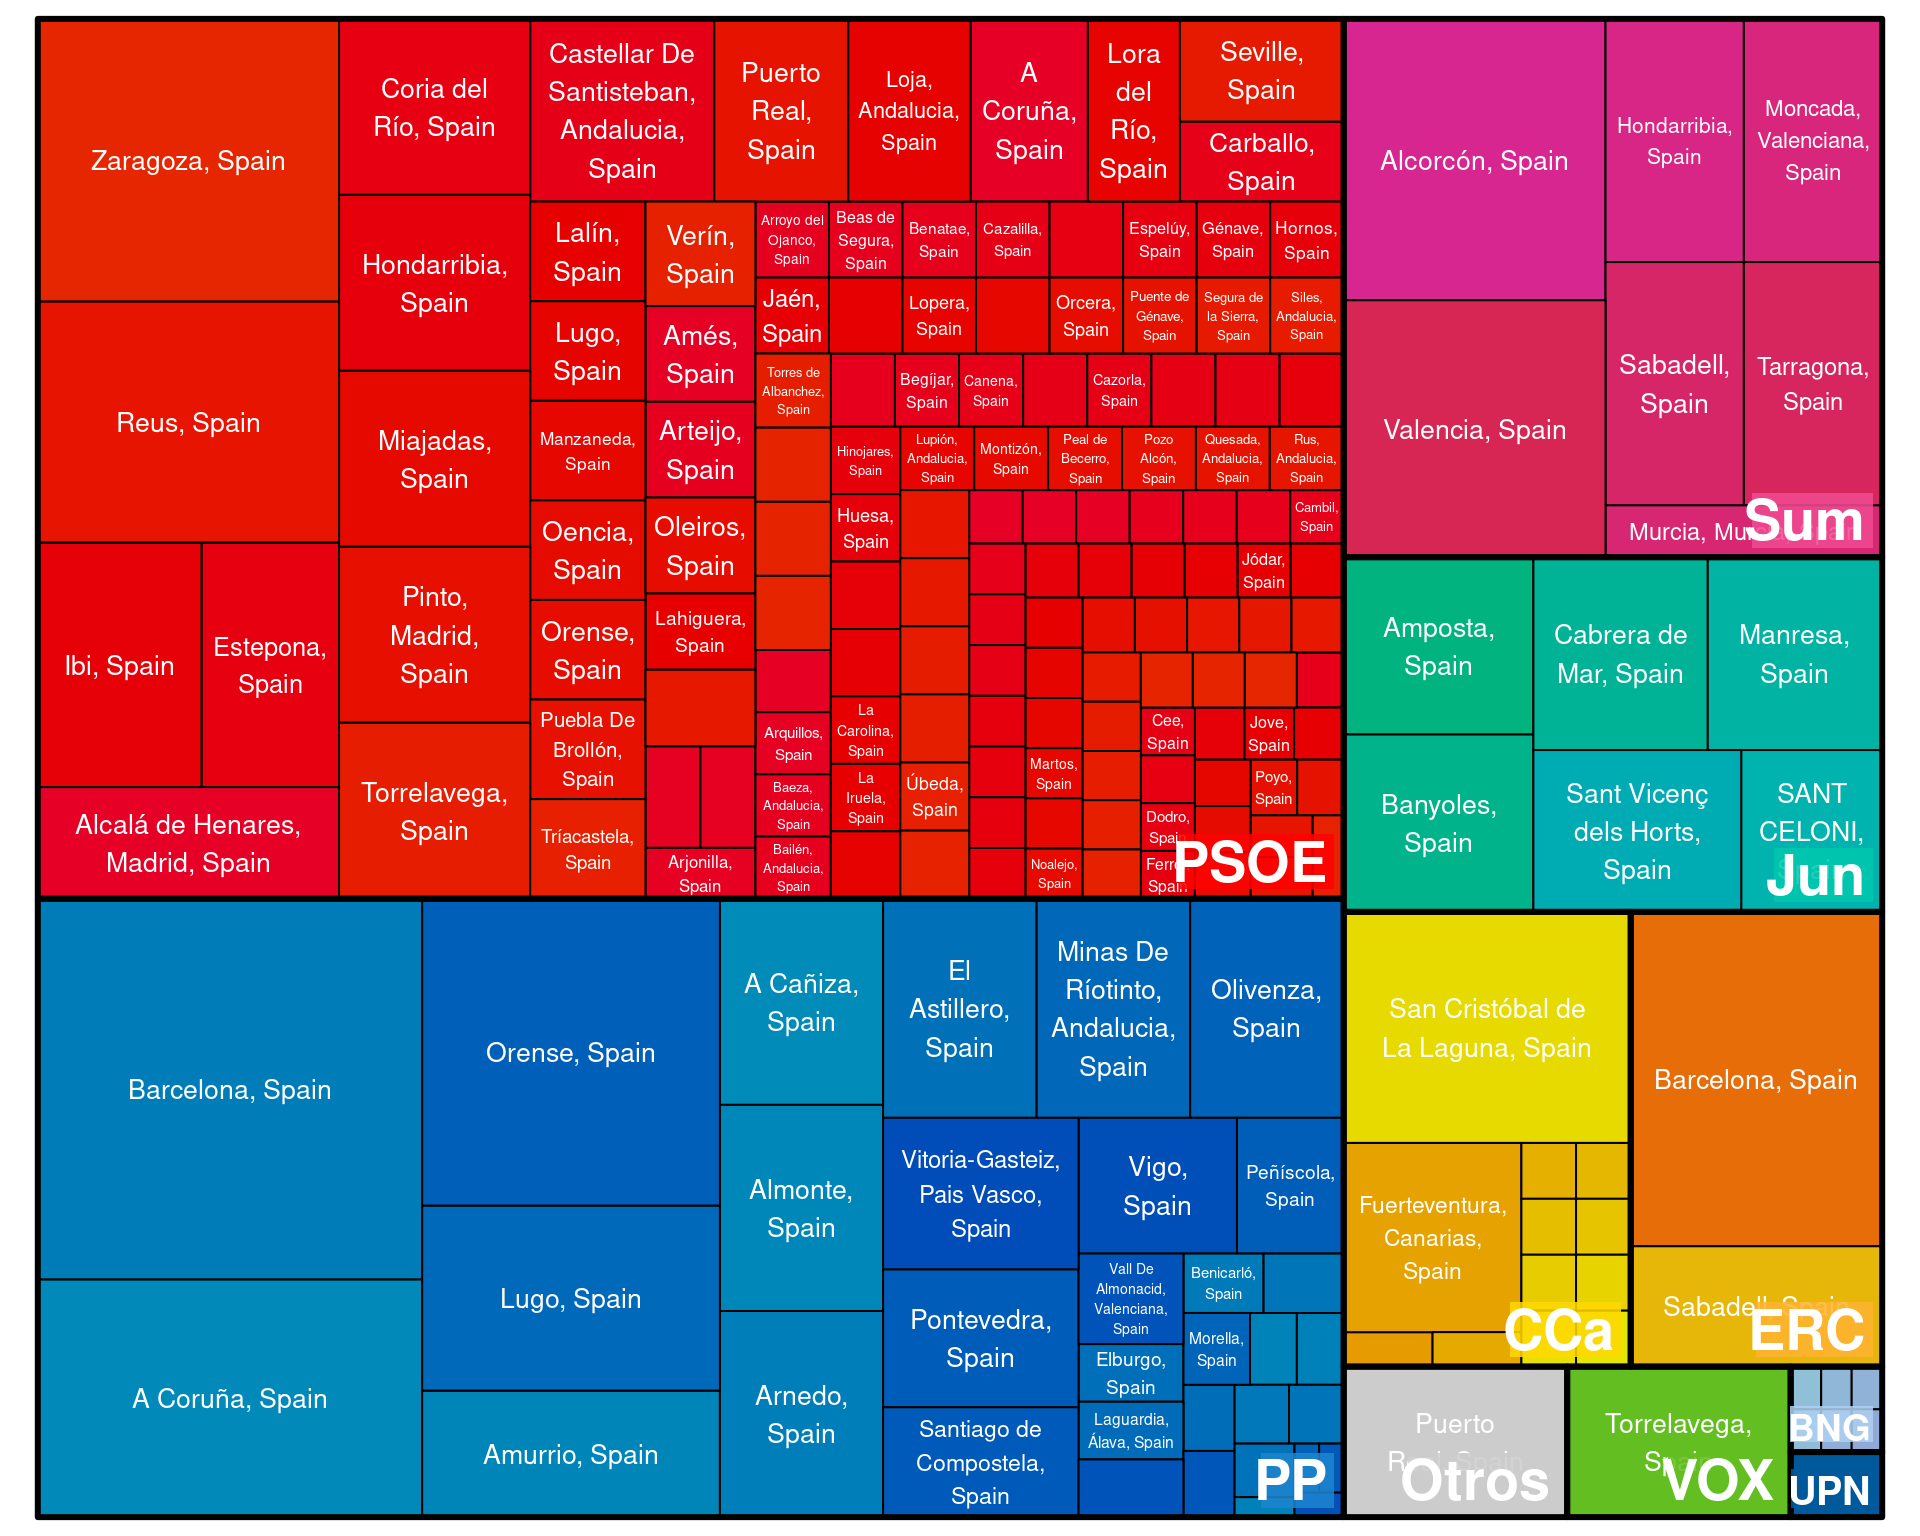 Zaragoza, Spain
Reus, Spain
Ibi, Spain
Estepona,
Spain
Alcalá de Henares,
Madrid, Spain
Coria del
Río, Spain
Hondarribia,
Spain
Miajadas,
Spain
Pinto,
Madrid,
Spain
Torrelavega,
Spain
Castellar De
Santisteban,
Andalucia,
Spain
Puerto
Real,
Spain
Loja,
Andalucia,
Spain
A
Coruña,
Spain
Lora
del
Río,
Spain
Seville,
Spain
Carballo,
Spain
Lalín,
Spain
Lugo,
Spain
Manzaneda,
Spain
Oencia,
Spain
Orense,
Spain
Puebla De
Brollón,
Spain
Tríacastela,
Spain
Verín,
Spain
Amés,
Spain
Arteijo,
Spain
Oleiros,
Spain
Lahiguera,
Spain
Arjonilla,
Spain
Arroyo del
Ojanco,
Spain
Beas de
Segura,
Spain
Benatae,
Spain
Cazalilla,
Spain
Espelúy,
Spain
Génave,
Spain
Hornos,
Spain
Jaén,
Spain
Lopera,
Spain
Orcera,
Spain
Puente de
Génave,
Spain
Segura de
la Sierra,
Spain
Siles,
Andalucia,
Spain
Torres de
Albanchez,
Spain
Begíjar,
Spain
Canena,
Spain
Cazorla,
Spain
Hinojares,
Spain
Lupión,
Andalucia,
Spain
Montizón,
Spain
Peal de
Becerro,
Spain
Pozo
Alcón,
Spain
Quesada,
Andalucia,
Spain
Rus,
Andalucia,
Spain
Huesa,
Spain
Cambil,
Spain
Jódar,
Spain
Arquillos,
Spain
Baeza,
Andalucia,
Spain
Bailén,
Andalucia,
Spain
La
Carolina,
Spain
La
Iruela,
Spain
Úbeda,
Spain
Martos,
Spain
Noalejo,
Spain
Cee,
Spain
Jove,
Spain
Poyo,
Spain
Dodro,
Spain
Ferrol,
Spain
PSOE
Alcorcón, Spain
Valencia, Spain
Hondarribia,
Spain
Moncada,
Valenciana,
Spain
Sabadell,
Spain
Tarragona,
Spain
Murcia, Murcia, Spain
Sum
Amposta,
Spain
Banyoles,
Spain
Cabrera de
Mar, Spain
Manresa,
Spain
Sant Vicenç
dels Horts,
Spain
SANT
CELONI,
Spain
Jun
Barcelona, Spain
A Coruña, Spain
Orense, Spain
Lugo, Spain
Amurrio, Spain
A Cañiza,
Spain
Almonte,
Spain
Arnedo,
Spain
El
Astillero,
Spain
Minas De
Ríotinto,
Andalucia,
Spain
Olivenza,
Spain
Vitoria-Gasteiz,
Pais Vasco,
Spain
Pontevedra,
Spain
Santiago de
Compostela,
Spain
Vigo,
Spain
Peñíscola,
Spain
Vall De
Almonacid,
Valenciana,
Spain
Elburgo,
Spain
Laguardia,
Álava, Spain
Benicarló,
Spain
Morella,
Spain
PP
San Cristóbal de
La Laguna, Spain
Fuerteventura,
Canarias,
Spain
CCa
Barcelona, Spain
Sabadell, Spain
ERC
Puerto
Real, Spain
Otros
Torrelavega,
Spain
VOX
BNG
UPN